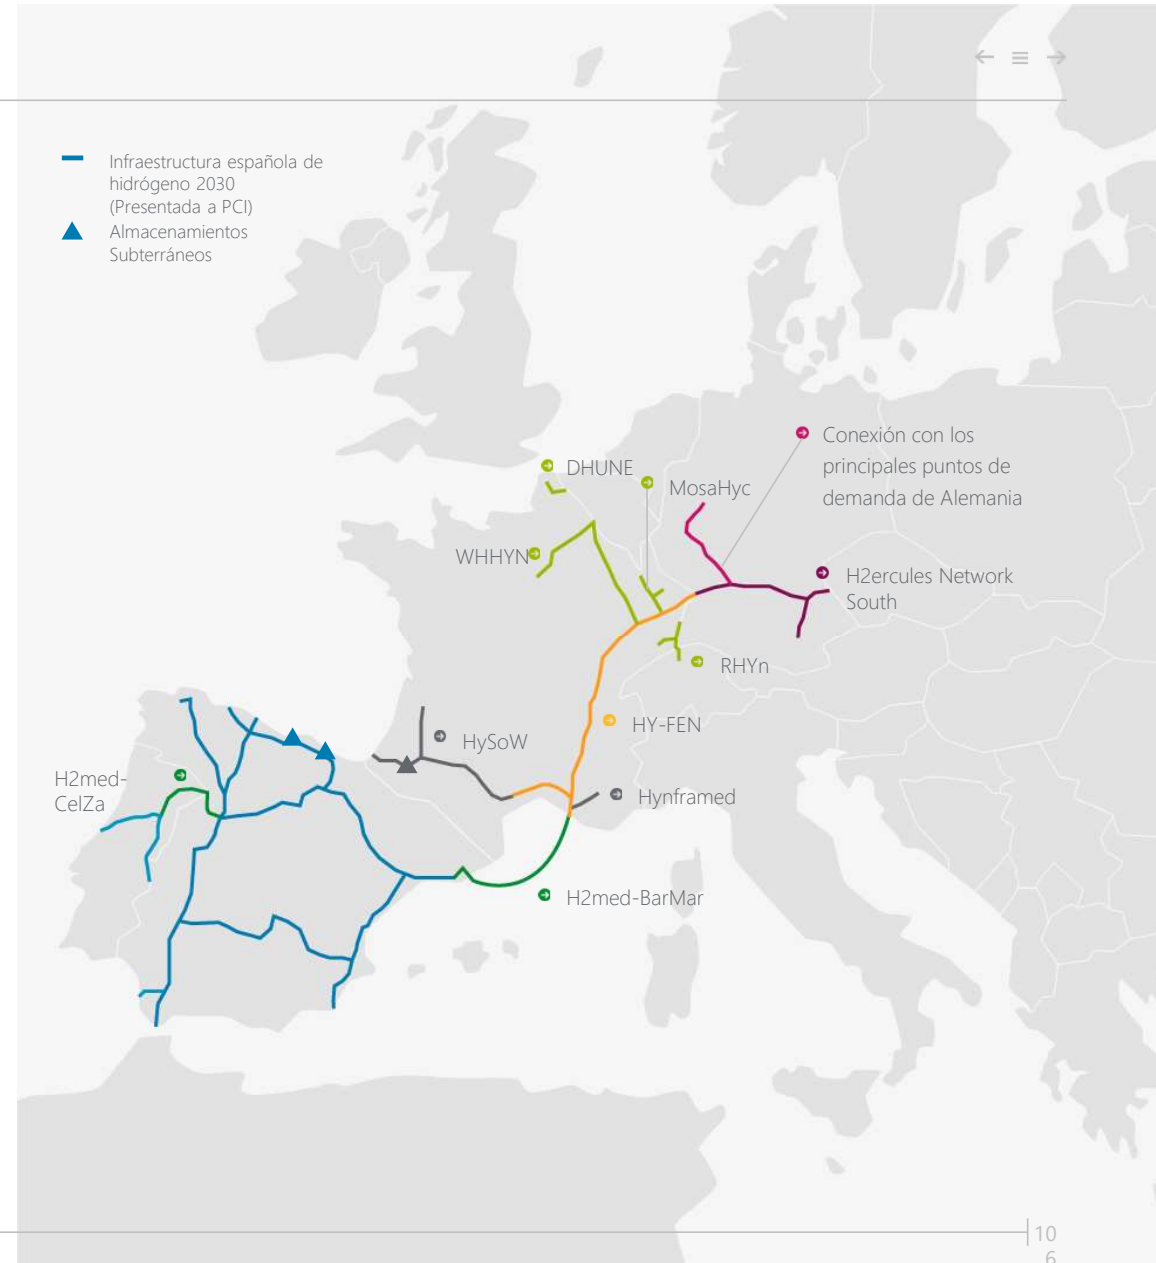 Infraestructura española de
hidrógeno 2030
(Presentada a PCI)
Almacenamientos
Subterráneos
Conexión con los
principales puntos de
demanda de Alemania
DHUNE
MosaHyc
WHHYN
H2ercules Network
South
RHYn
HY-FEN
HySoW
H2med-
CelZa
Hynframed
H2med-BarMar
10
6